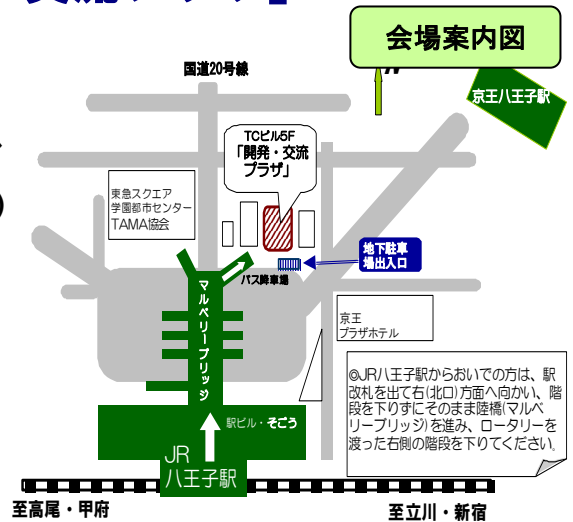 会場案内図
国道20号線
N
京王八王子駅
TCビル5F
「開発・交流
プラザ」
東急スクエア
学園都市センター
TAMA協会
地下駐車
場出入口
バス降車場
マルベリーブリッジ
京王
プラザホテル
◎JR八王子駅からおいでの方は、駅
改札を出て右(北口)方面へ向かい、階
段を下りずにそのまま陸橋(マルベ
リーブリッジ)を進み、ロータリーを
渡った右側の階段を下りてください。
駅ビル・そごう
JR
八王子駅
至高尾・甲府
至立川・新宿